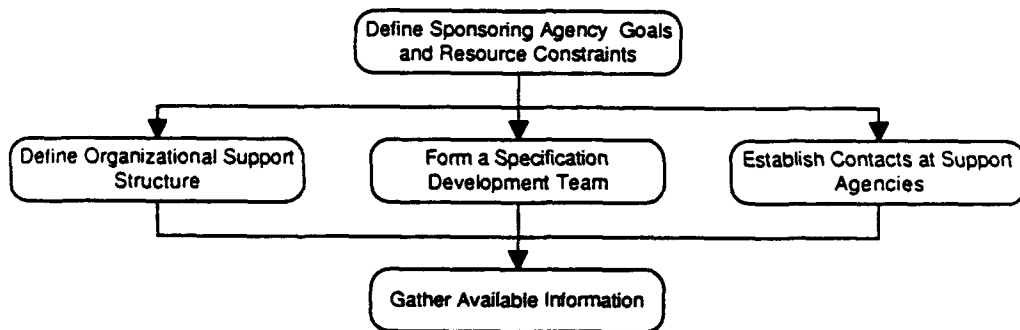 Define Sponsoring Agency Goals
and Resource Constraints
Define Organizational Support
Structure
Form a Specification
Development Team
Establish Contacts at Support
Agencies
Gather Available Information